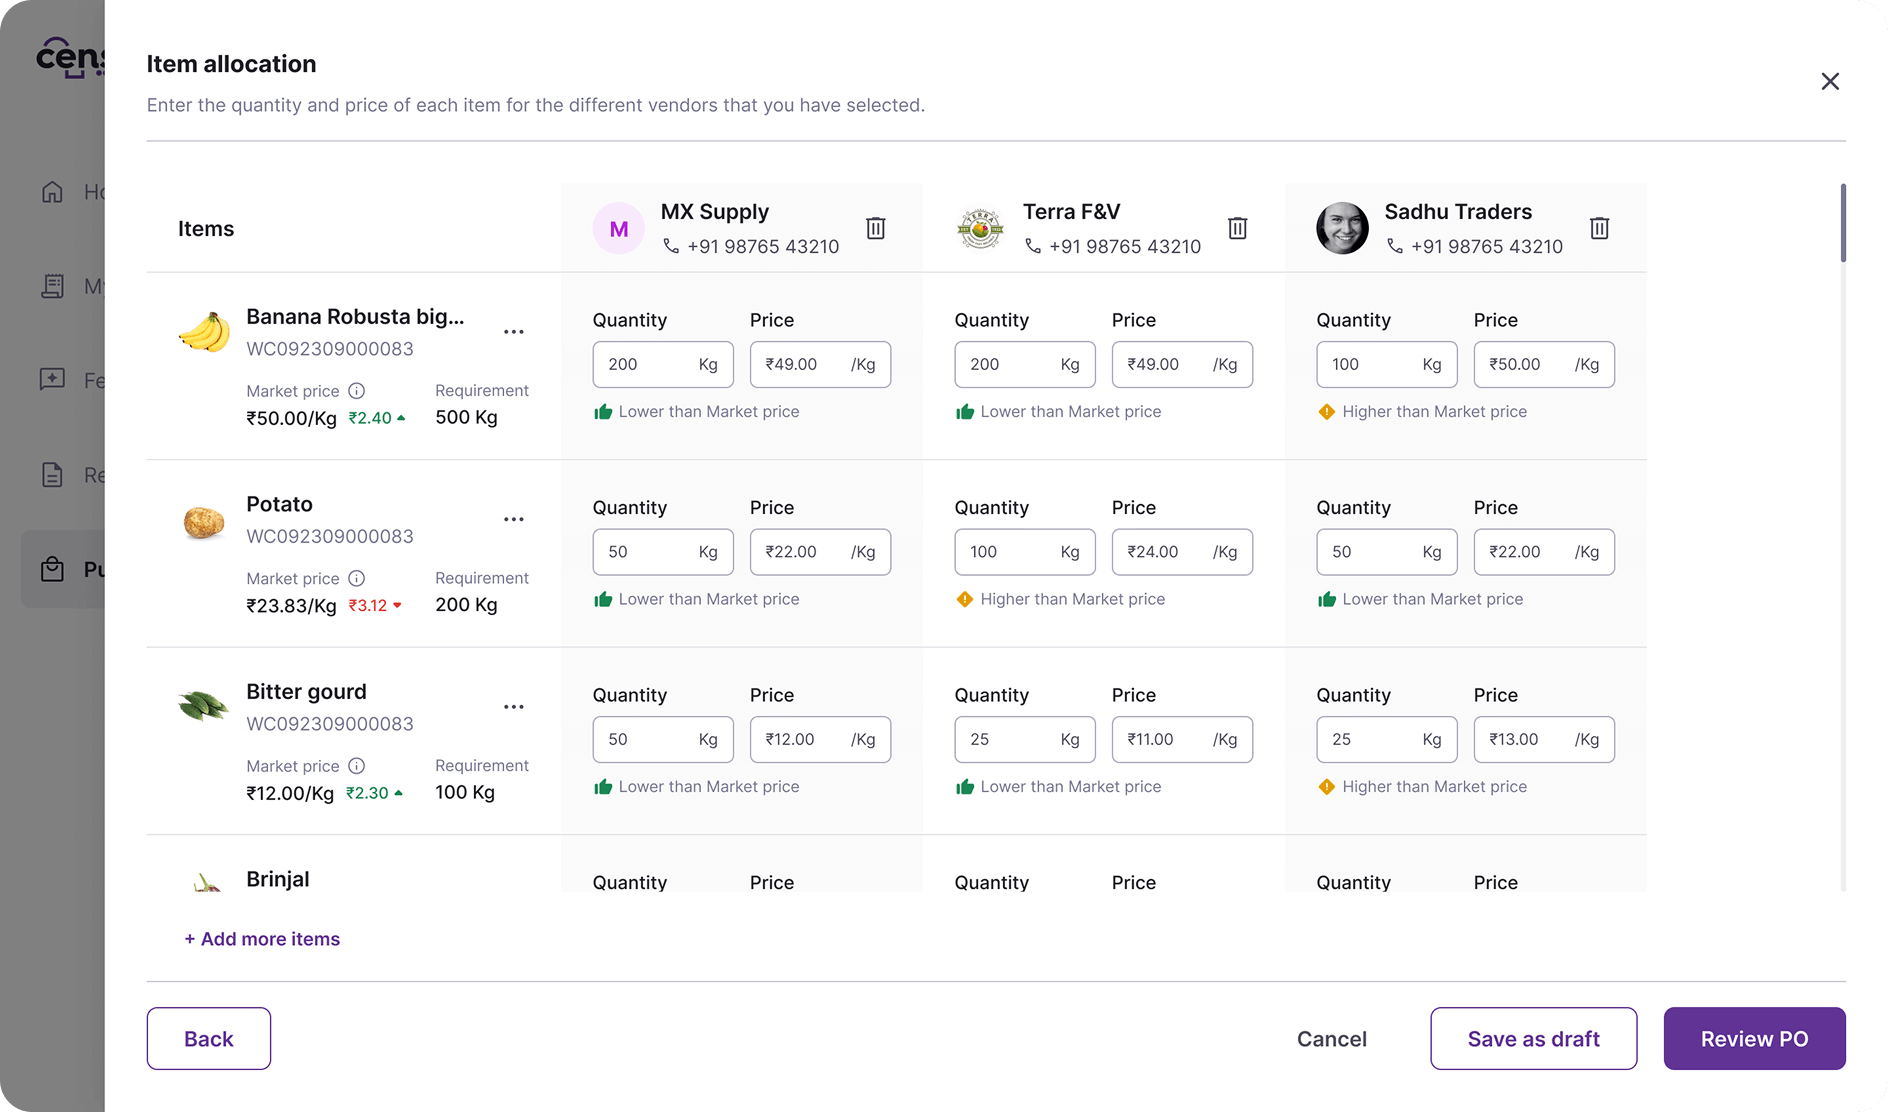 cens
Item allocation
Enter the quantity and price of each item for the different vendors that you have selected.
Ho
My
Fe
Re
Pu
Items
M
MX Supply
+91 98765 43210
TERRA
Terra F&V
+91 98765 43210
Sadhu Traders
+91 98765 43210
Banana Robusta big...
WC092309000083
Market price
Requirement
₹50.00/Kg ₹2.40
500 Kg
Quantity Price
200 Kg ₹49.00 /Kg
Lower than Market price
Quantity Price
200 Kg ₹49.00 /Kg
Lower than Market price
Quantity Price
100 Kg ₹50.00 /Kg
Higher than Market price
Potato
WC092309000083
Market price
Requirement
₹23.83/Kg ₹3.12
200 Kg
Quantity Price
50 Kg ₹22.00 /Kg
Lower than Market price
Quantity Price
100 Kg ₹24.00 /Kg
Higher than Market price
Quantity Price
50 Kg ₹22.00 /Kg
Lower than Market price
Bitter gourd
WC092309000083
Market price
Requirement
₹12.00/Kg ₹2.30
100 Kg
Quantity Price
50 Kg ₹12.00 /Kg
Lower than Market price
Quantity Price
25 Kg ₹11.00 /Kg
Lower than Market price
Quantity Price
25 Kg ₹13.00 /Kg
Higher than Market price
Brinjal
Quantity Price
Quantity Price
Quantity Price
+ Add more items
Back
Cancel
Save as draft
Review PO